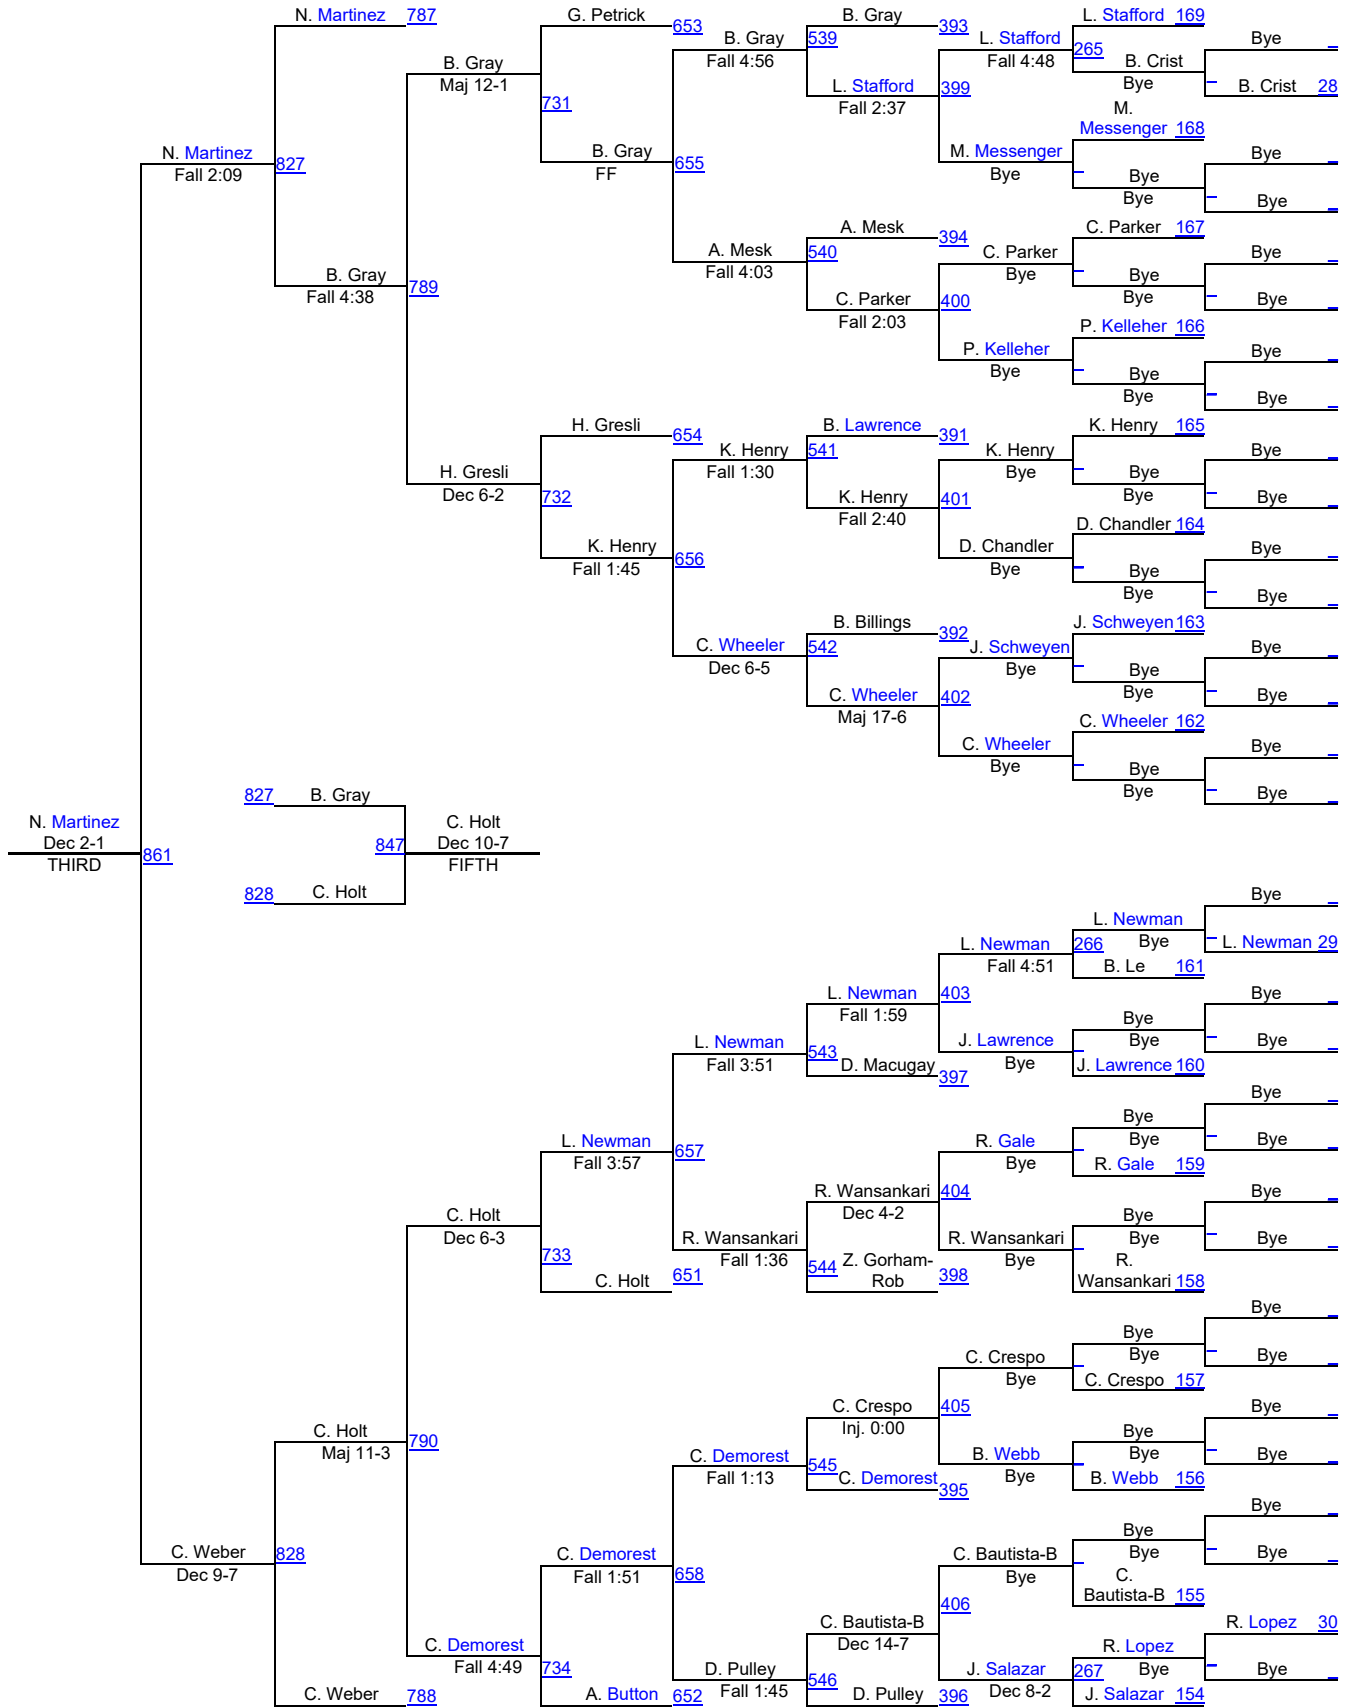 N. Martinez 787
G. Petrick
653
B. Gray
393
L. Stafford 169
B. Gray
Fall 4:56
539
L. Stafford
Fall 4:48
265
Bye
B. Gray
Maj 12-1
B. Crist
Bye
B. Crist 28
L. Stafford
Fall 2:37
399
731
M.
Messenger 168
N. Martinez
Fall 2:09
827
B. Gray
FF
655
M. Messenger
Bye
Bye
Bye
Bye
Bye
A. Mesk
394
C. Parker 167
A. Mesk
Fall 4:03
540
C. Parker
Bye
Bye
Bye
Bye
B. Gray
Fall 4:38
789
C. Parker
Fall 2:03
400
Bye
P. Kelleher 166
P. Kelleher
Bye
Bye
Bye
Bye
Bye
H. Gresli
654
B. Lawrence
391
K. Henry 165
K. Henry
Fall 1:30
541
K. Henry
Bye
Bye
H. Gresli
Dec 6-2
732
K. Henry
Fall 2:40
401
Bye
Bye
Bye
D. Chandler 164
K. Henry
Fall 1:45
656
D. Chandler
Bye
Bye
Bye
Bye
Bye
B. Billings
392
J. Schweyen 163
C. Wheeler
Dec 6-5
542
J. Schweyen
Bye
Bye
Bye
Bye
C. Wheeler
Maj 17-6
402
Bye
C. Wheeler 162
C. Wheeler
Bye
Bye
Bye
Bye
Bye
827
B. Gray
N. Martinez
Dec 2-1
THIRD
861
847
C. Holt
Dec 10-7
FIFTH
828
C. Holt
Bye
L. Newman
Bye
L. Newman
Fall 4:51
266
L. Newman 29
B. Le 161
L. Newman
Fall 1:59
403
Bye
Bye
Bye
Bye
L. Newman
Fall 3:51
543
D. Macugay
397
J. Lawrence
Bye
J. Lawrence 160
Bye
Bye
Bye
Bye
L. Newman
Fall 3:57
657
R. Gale
Bye
R. Gale 159
R. Wansankari
Dec 4-2
404
Bye
Bye
Bye
Bye
C. Holt
Dec 6-3
733
R. Wansankari
Fall 1:36
544
Z. Gorham-
Rob
398
R. Wansankari
Bye
R.
Wansankari 158
C. Holt
651
Bye
Bye
Bye
Bye
C. Crespo
Bye
C. Crespo 157
C. Crespo
Inj. 0:00
405
Bye
Bye
Bye
Bye
C. Holt
Maj 11-3
790
C. Demorest
Fall 1:13
545
C. Demorest
395
B. Webb
Bye
B. Webb 156
Bye
Bye
Bye
Bye
C. Weber
Dec 9-7
828
C. Demorest
Fall 1:51
658
C. Bautista-B
Bye
C.
Bautista-B 155
406
C. Bautista-B
Dec 14-7
R. Lopez 30
C. Demorest
Fall 4:49
734
D. Pulley
Fall 1:45
546
J. Salazar
Dec 8-2
267
R. Lopez
Bye
Bye
C. Weber 788
A. Button 652
D. Pulley 396
J. Salazar 154